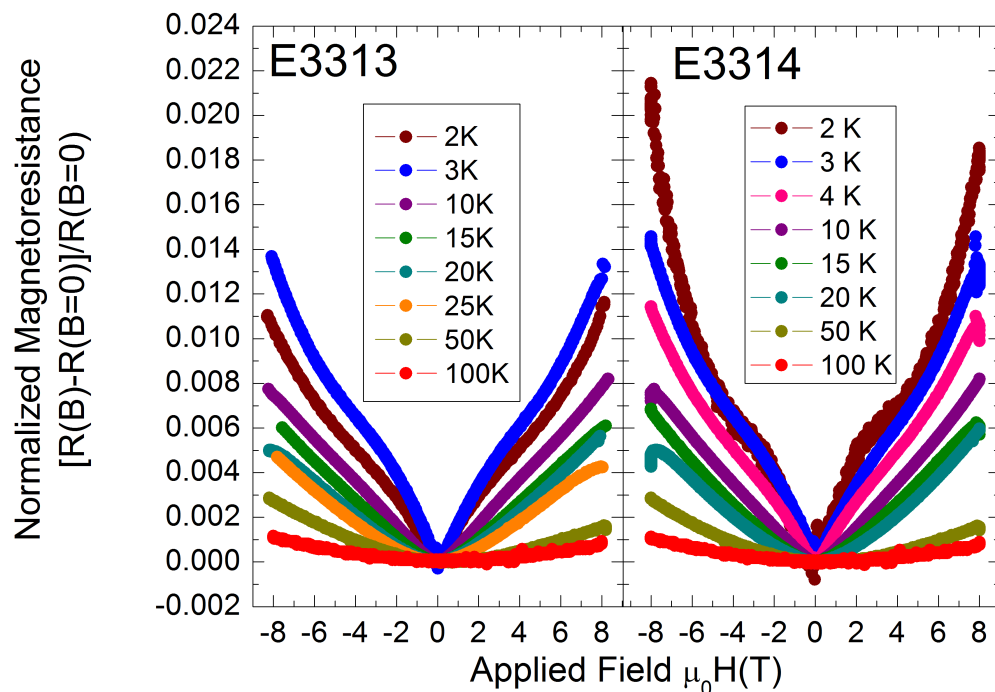 Normalized Magnetoresistance
[R(B)-R(B=0)]/R(B=0)
0.024
0.022
0.020
0.018
0.016
0.014
0.012
0.010
0.008
0.006
0.004
0.002
0.000
-0.002
E3313
2K
3K
10K
15K
20K
25K
50K
100K
E3314
2 K
3 K
4 K
10 K
15 K
20 K
50 K
100 K
-8 -6 -4 -2 0 2 4 6 8
-8 -6 -4 -2 0 2 4 6 8
Applied Field μ₀H(T)